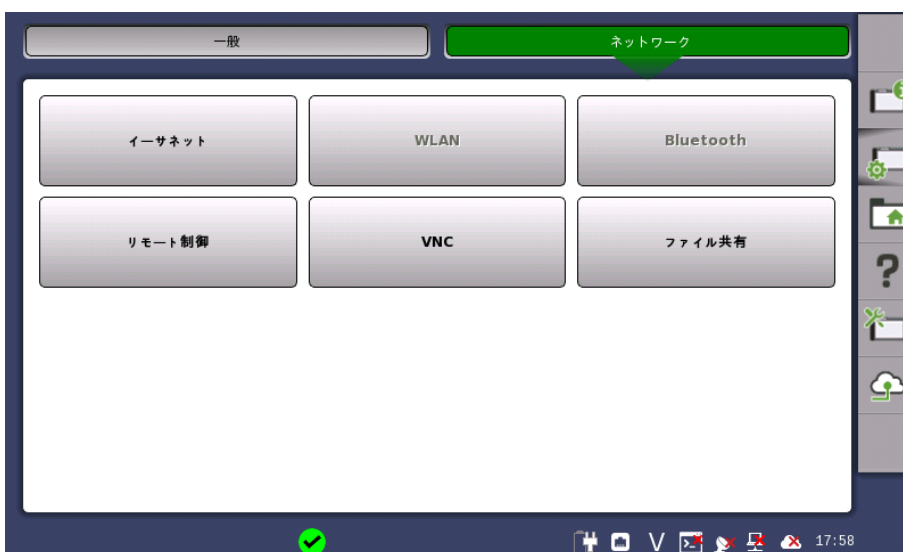 一般
ネットワーク
イーサネット
WLAN
Bluetooth
リモート制御
VNC
ファイル共有
?
V
17:58